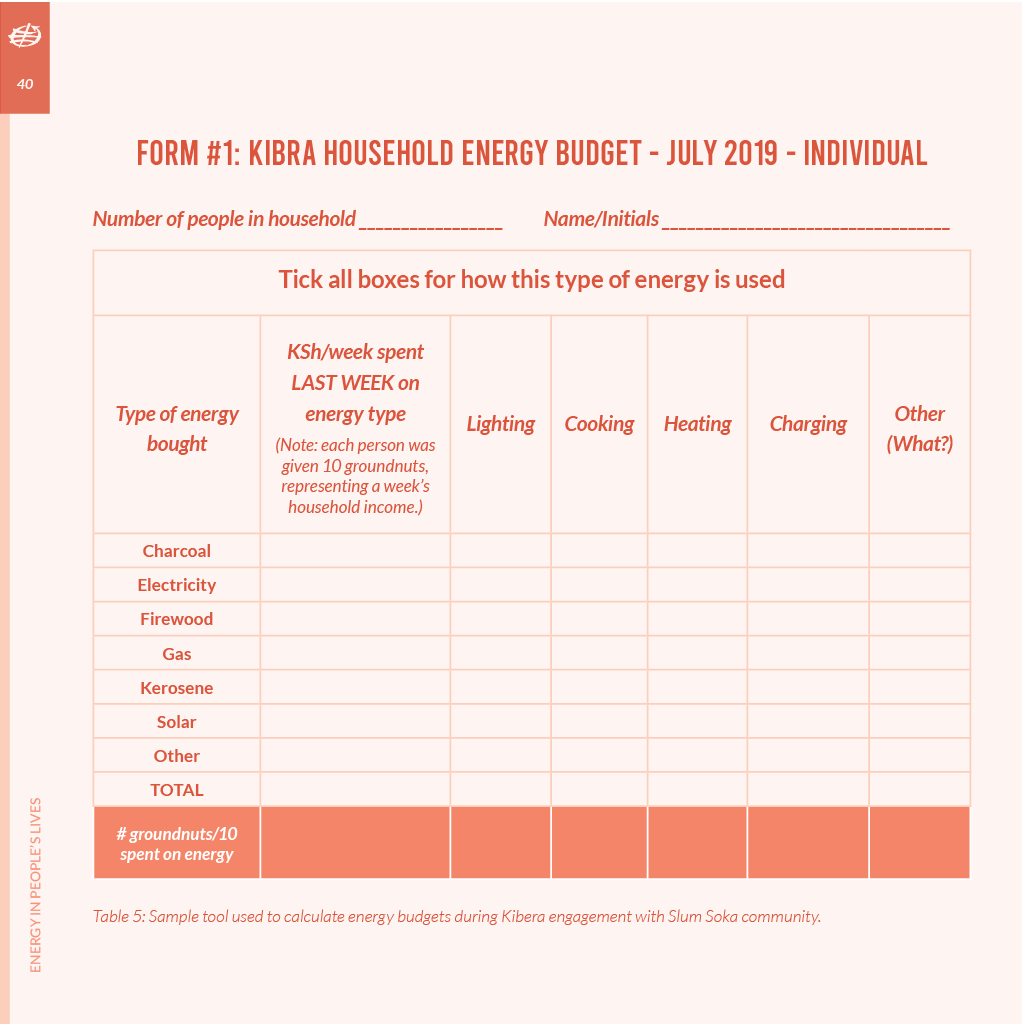 40
FORM #1: KIBRA HOUSEHOLD ENERGY BUDGET - JULY 2019 - INDIVIDUAL
Number of people in household _________________ Name/Initials __________________________________
Tick all boxes for how this type of energy is used
Type of energy
bought
KSh/week spent
LAST WEEK on
energy type
(Note: each person was
given 10 groundnuts,
representing a week's
household income.)
Lighting
Cooking
Heating
Charging
Other
(What?)
Charcoal
Electricity
Firewood
Gas
Kerosene
Solar
Other
TOTAL
# groundnuts/10
spent on energy
Table 5: Sample tool used to calculate energy budgets during Kibera engagement with Slum Soka community.
ENERGY IN PEOPLE'S LIVES